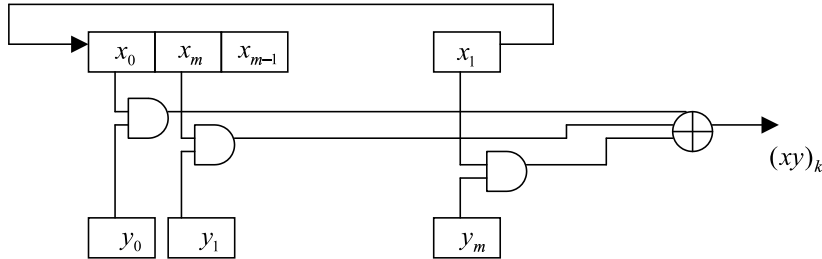 x₀ xₘ xₘ₋₁ x₁
(xy)ₖ
y₀ y₁ yₘ